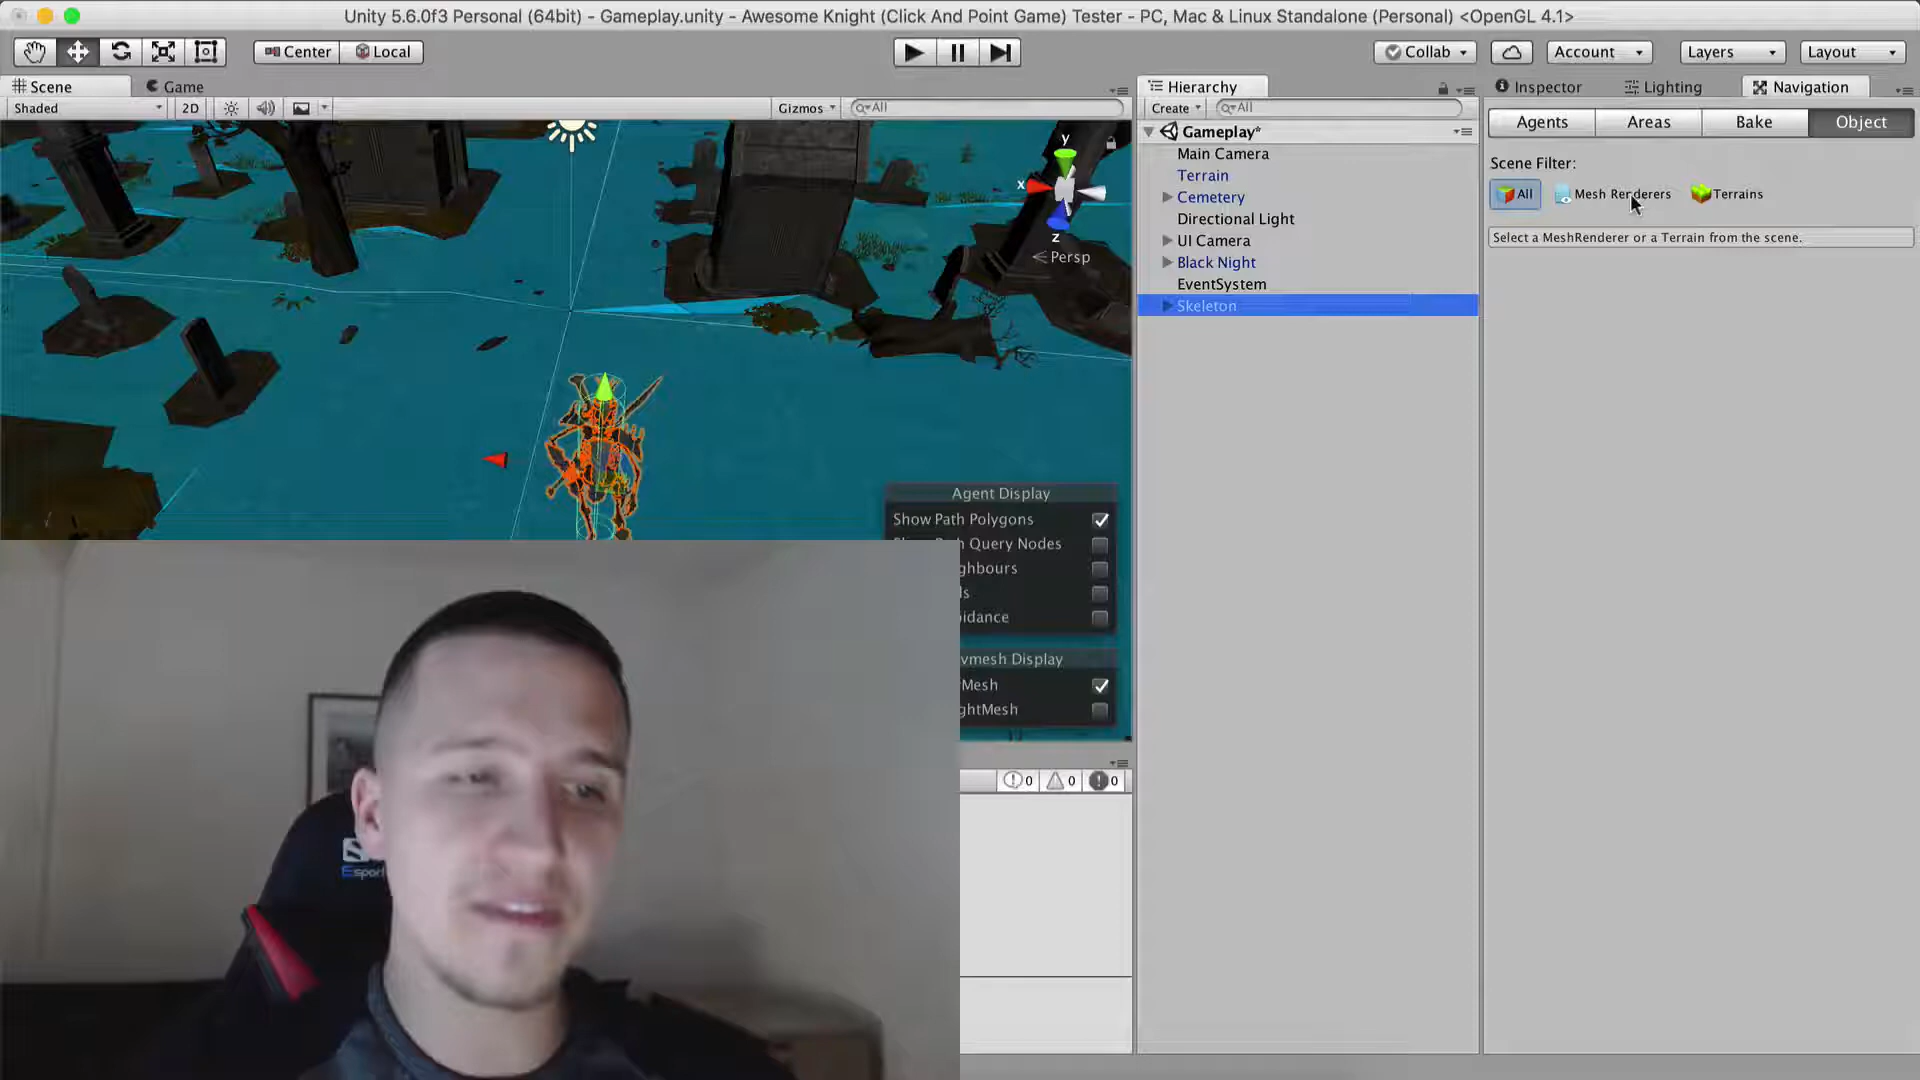 Unity 5.6.0f3 Personal (64bit) - Gameplay.unity - Awesome Knight (Click And Point Game) Tester - PC, Mac & Linux Standalone (Personal) <OpenGL 4.1>
Center Local Collab Account Layers Layout
Scene Game
Shaded 2D Gizmos All
y
x
z
Persp
Agent Display
Show Path Polygons
Query Nodes
ghbours
ls
idance
vmesh Display
Mesh
ghtMesh
0 0 0
Hierarchy
Create All
Gameplay*
Main Camera
Terrain
Cemetery
Directional Light
UI Camera
Black Night
EventSystem
Skeleton
Inspector Lighting Navigation
Agents Areas Bake Object
Scene Filter:
All Mesh Renderers Terrains
Select a MeshRenderer or a Terrain from the scene.
Esport